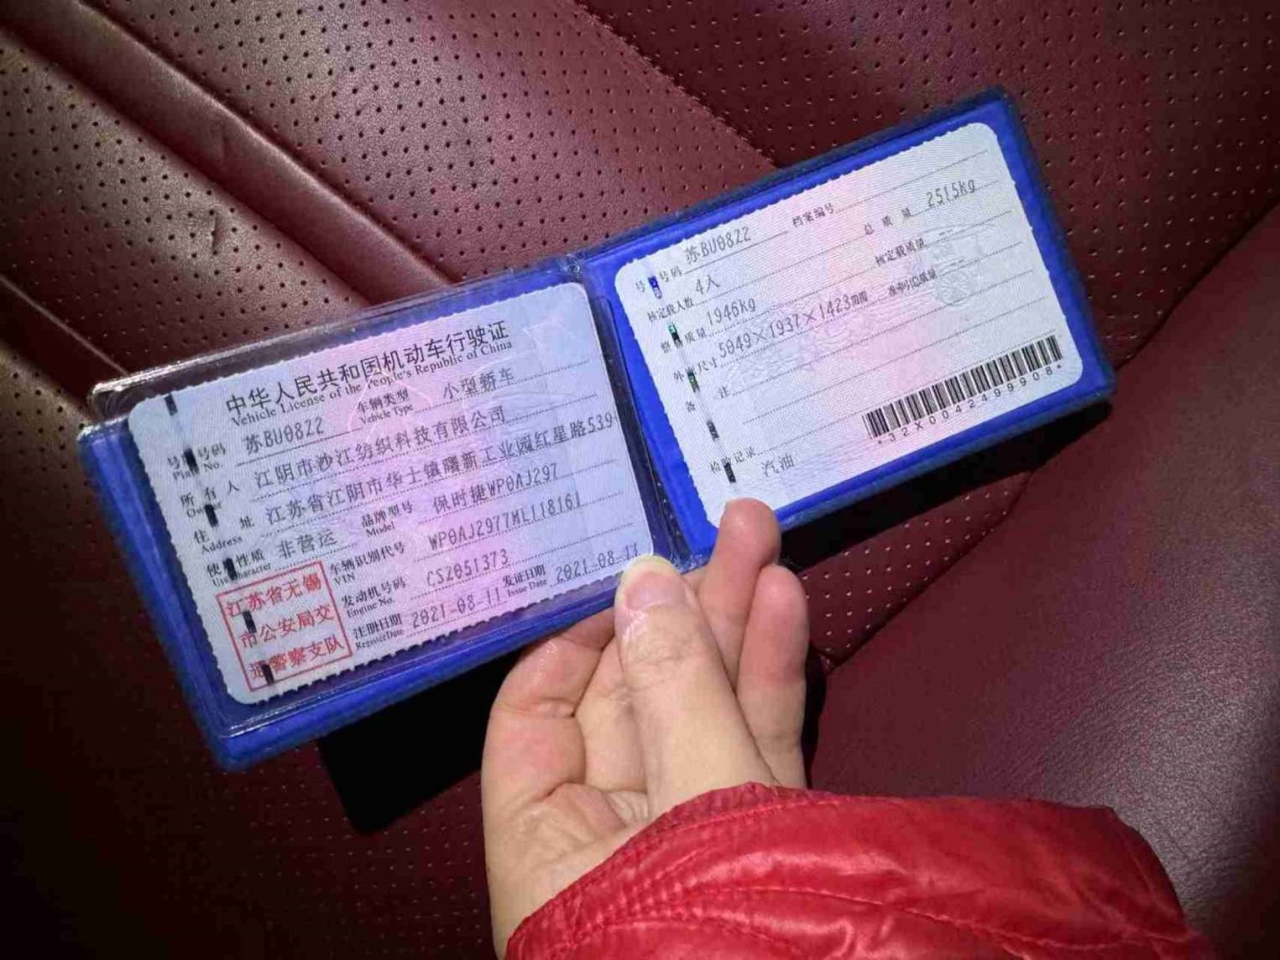 中华人民共和国机动车行驶证
Vehicle License of the People's Republic of China
号牌号码 苏BU08Z2 车辆类型 小型轿车
Plate No. Vehicle Type
所有人 江阴市沙江纺织科技有限公司
Owner
住址 江苏省江阴市华士镇曙新工业园红星路539
Address
使用性质 非营运 品牌型号 保时捷WP0AJ297
Use Character Model
车辆识别代号 WP0AJ2977ML118161
VIN
发动机号码 CS2051373
Engine No.
注册日期 2021-08-11 发证日期 2021-08-11
Register Date Issue Date
江苏省无锡
市公安局交
通警察支队
号牌号码 苏BU08Z2 档案编号
核定载人数 4人 总质量 2515kg
整备质量 1946kg 核定载质量
外廓尺寸 5049×1937×1423mm 准牵引总质量
备注
检验记录 汽油
*32X0042499908*